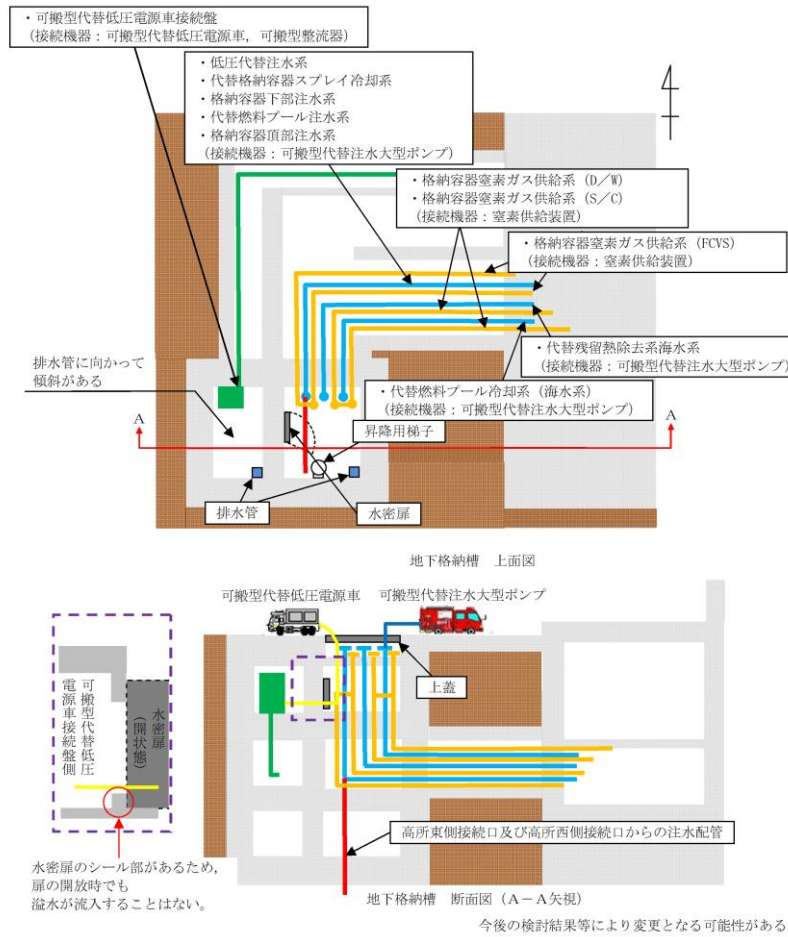 ・可搬型代替低圧電源車接続盤
(接続機器：可搬型代替低圧電源車，可搬型整流器)
・低圧代替注水系
・代替格納容器スプレイ冷却系
・格納容器下部注水系
・代替燃料プール注水系
・格納容器頂部注水系
(接続機器：可搬型代替注水大型ポンプ)
・格納容器窒素ガス供給系（D／W）
・格納容器窒素ガス供給系（S／C）
(接続機器：窒素供給装置)
・格納容器窒素ガス供給系（FCVS）
(接続機器：窒素供給装置)
・代替残留熱除去系海水系
(接続機器：可搬型代替注水大型ポンプ)
・代替燃料プール冷却系（海水系）
(接続機器：可搬型代替注水大型ポンプ)
排水管に向かって
傾斜がある
A
A
昇降用梯子
排水管
水密扉
地下格納槽　上面図
可搬型代替低圧電源車
可搬型代替注水大型ポンプ
上蓋
可搬型代替低圧
電源車接続盤側
水密扉
(開状態)
高所東側接続口及び高所西側接続口からの注水配管
水密扉のシール部があるため，
扉の開放時でも
溢水が流入することはない。
地下格納槽　断面図（A－A矢視）
今後の検討結果等により変更となる可能性がある